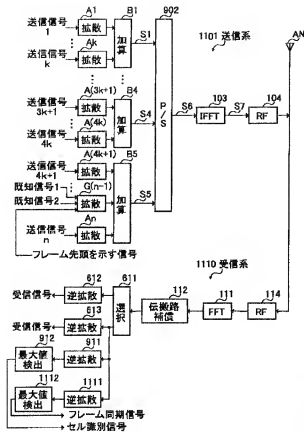 A1 B1 902
送信信号 1 拡散 加算 S1 1101 送信系 AN
Ak
送信信号 k 拡散
A(3k+1) B4 P/S S6 103 S7 104
送信信号 3k+1 拡散 加算 S4 IFFT RF
A(4k)
送信信号 4k 拡散
A(4k+1) B5
送信信号 4k+1 拡散 加算 S5
既知信号1 G(n-1)
既知信号2 拡散
An
送信信号 n 拡散
フレーム先頭を示す信号
1110 受信系
612 611
受信信号 逆拡散 選択 112 111 114
613 伝搬路補償 FFT RF
受信信号 逆拡散
912 911
最大値検出 逆拡散
1112 1111
最大値検出 逆拡散
フレーム同期信号
セル識別信号